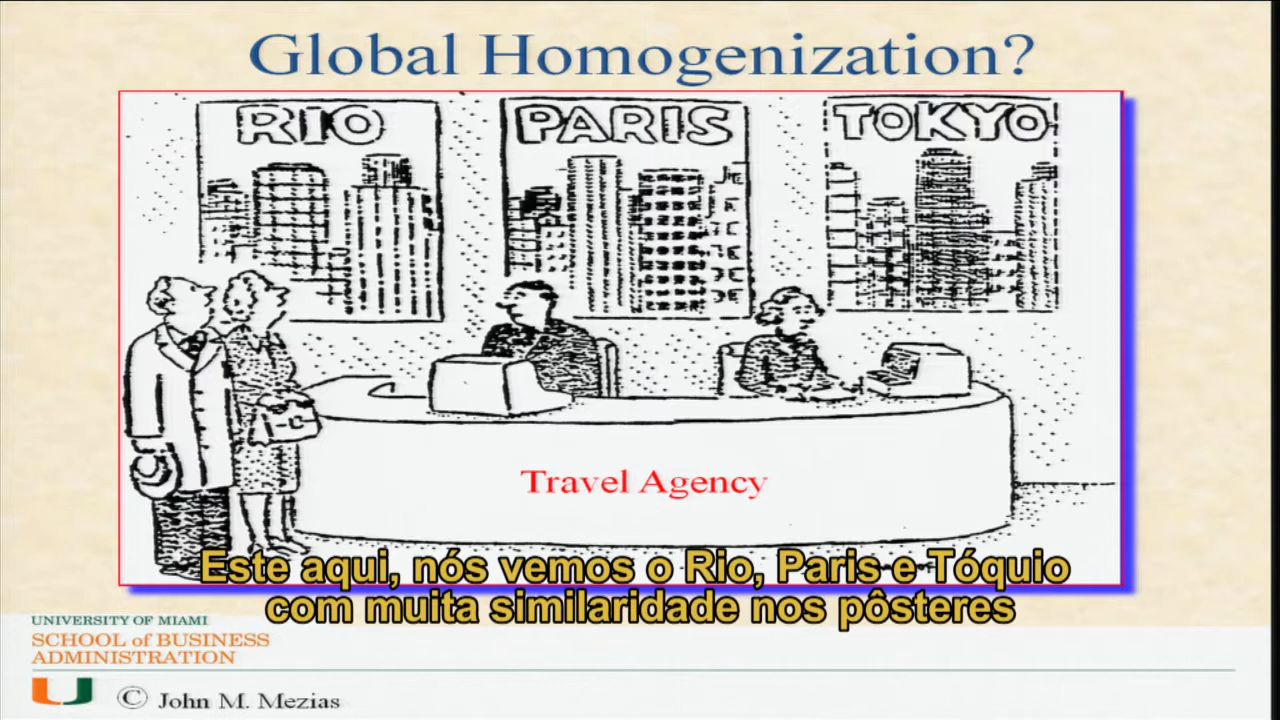 Global Homogenization?
RIO
PARIS
TOKYO
Travel Agency
Este aqui, nós vemos o Rio, Paris e Tóquio
com muita similaridade nos pôsteres
UNIVERSITY OF MIAMI
SCHOOL of BUSINESS
ADMINISTRATION
© John M. Mezias